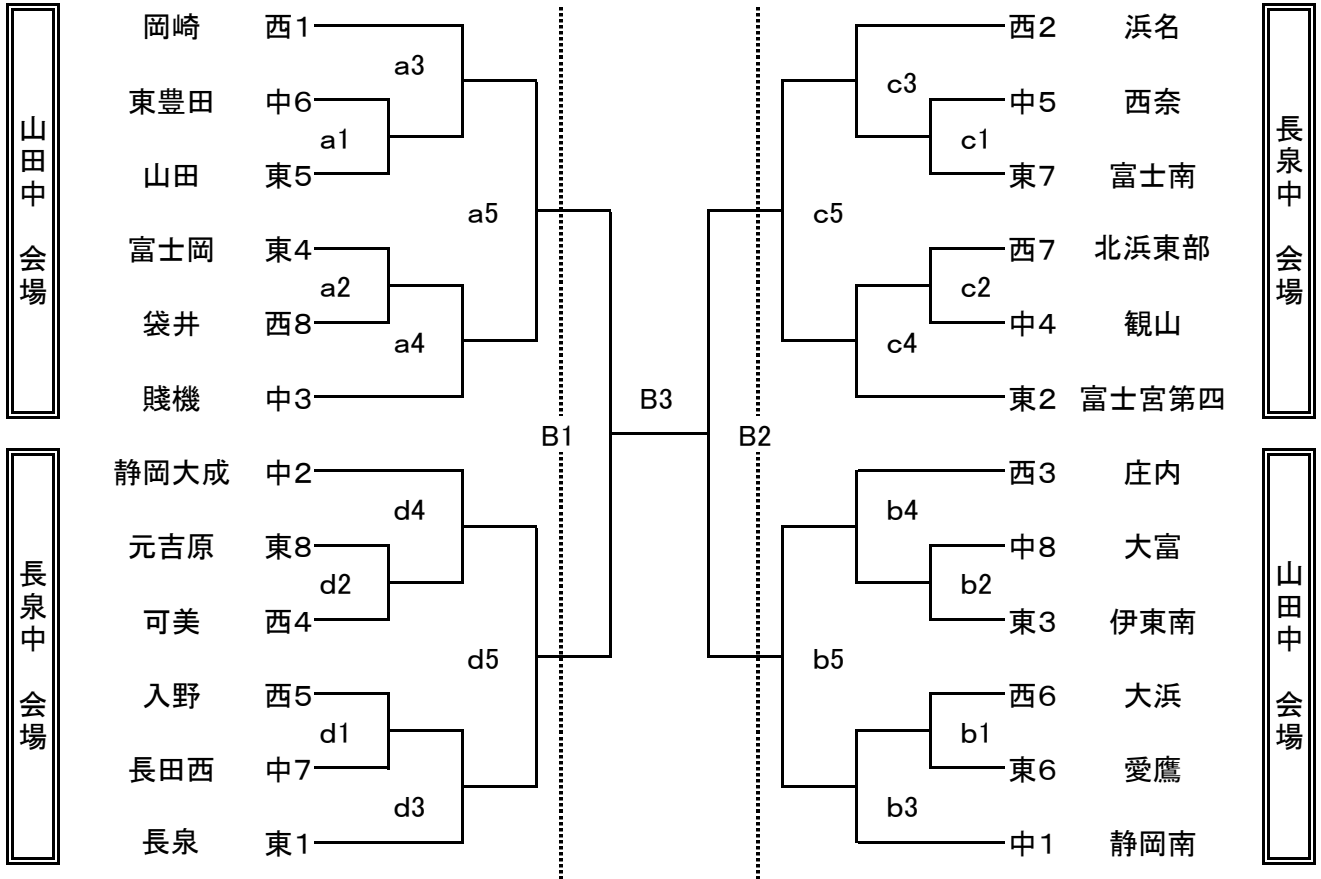 山田中 会場
岡崎 西1
a3
東豊田 中6
a1
山田 東5
a5
富士岡 東4
a2
袋井 西8
a4
賤機 中3
長泉中 会場
静岡大成 中2
d4
元吉原 東8
d2
可美 西4
d5
入野 西5
d1
長田西 中7
d3
長泉 東1
B1
B3
B2
西2 浜名
c3
中5 西奈
c1
東7 富士南
c5
西7 北浜東部
c2
中4 観山
c4
東2 富士宮第四
長泉中 会場
西3 庄内
b4
中8 大富
b2
東3 伊東南
b5
西6 大浜
b1
東6 愛鷹
b3
中1 静岡南
山田中 会場